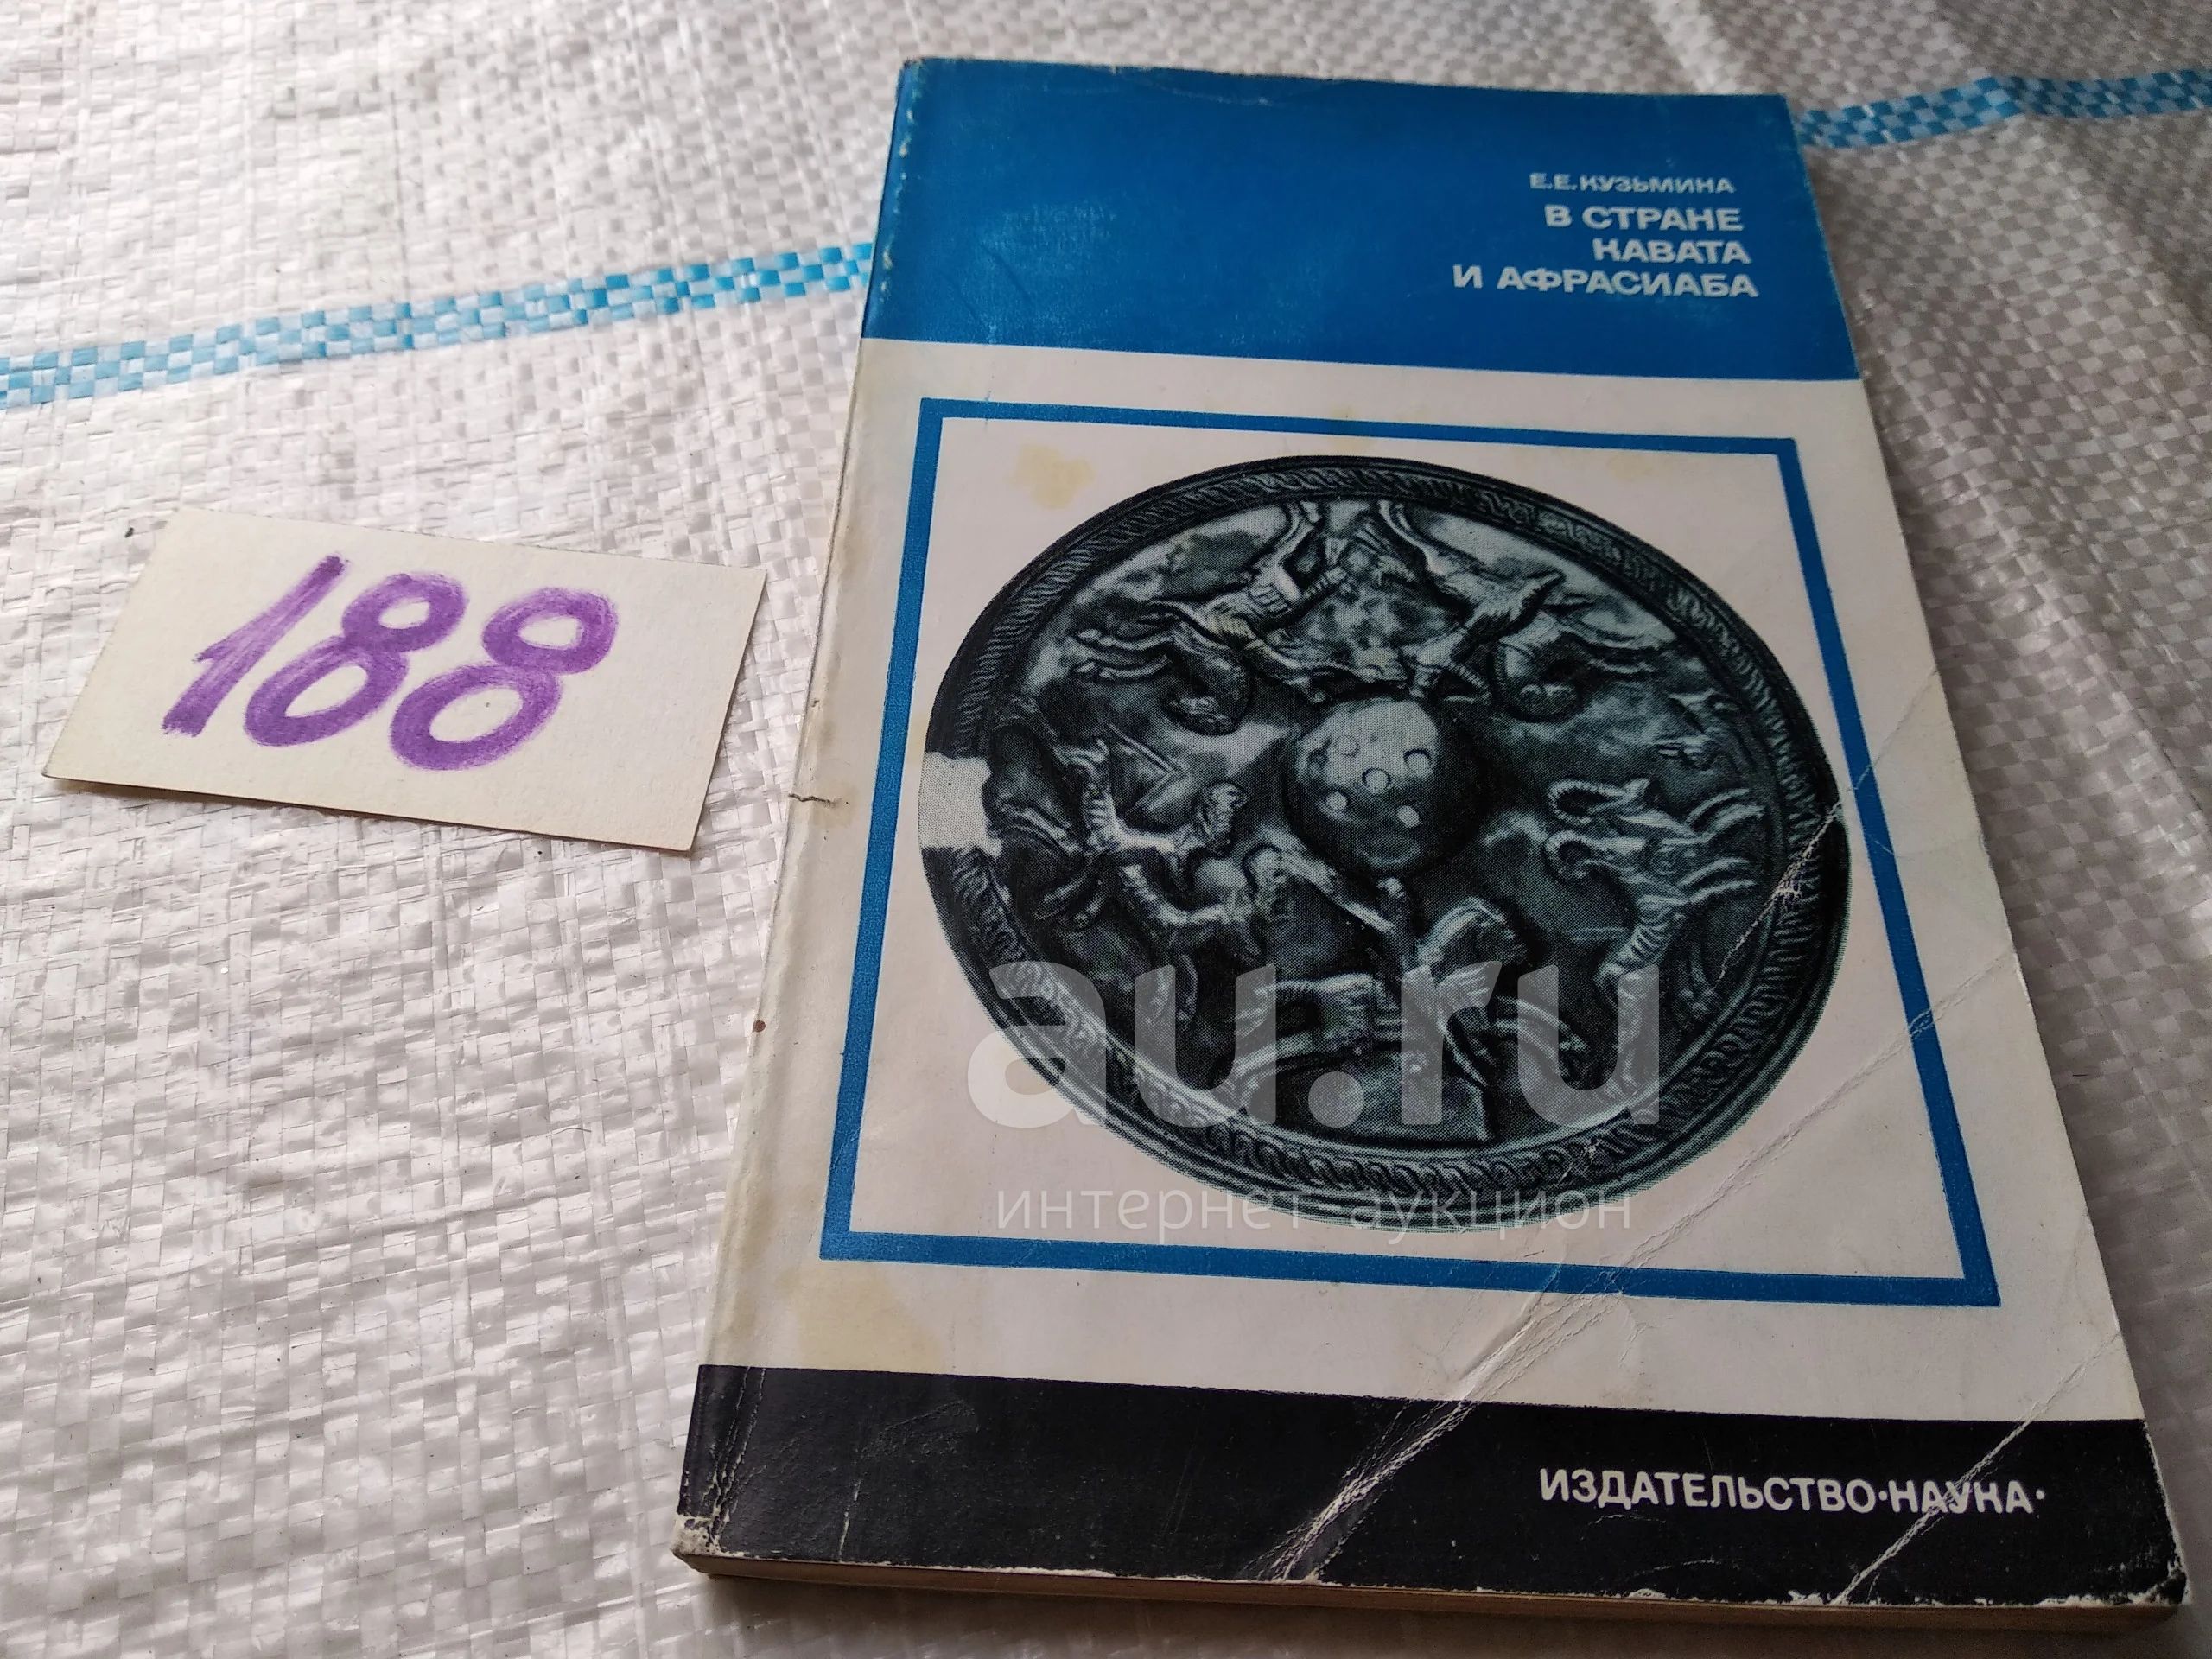 Е.Е.КУЗЬМИНА
В СТРАНЕ
КАВАТА
И АФРАСИАБА
188
au.ru
интернет-аукцион
ИЗДАТЕЛЬСТВО·НАУКА·